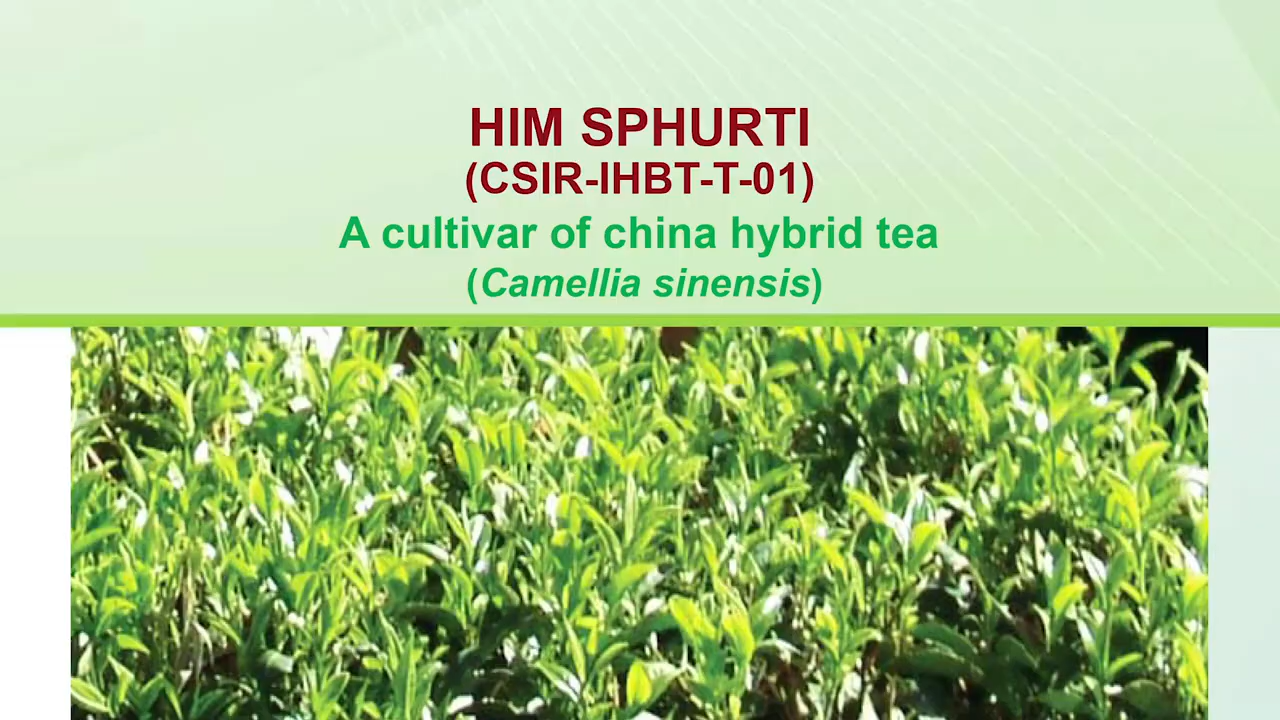 HIM SPHURTI
(CSIR-IHBT-T-01)
A cultivar of china hybrid tea
(Camellia sinensis)